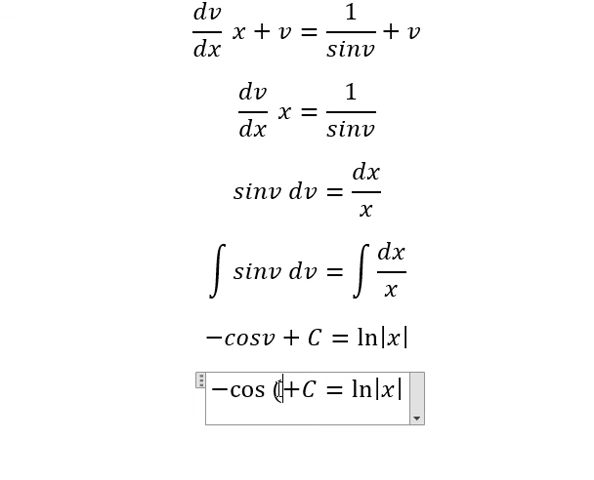 dv/dx x + v = 1/sinv + v
dv/dx x = 1/sinv
sinv dv = dx/x
∫ sinv dv = ∫ dx/x
−cosv + C = ln|x|
−cos (+C = ln|x|